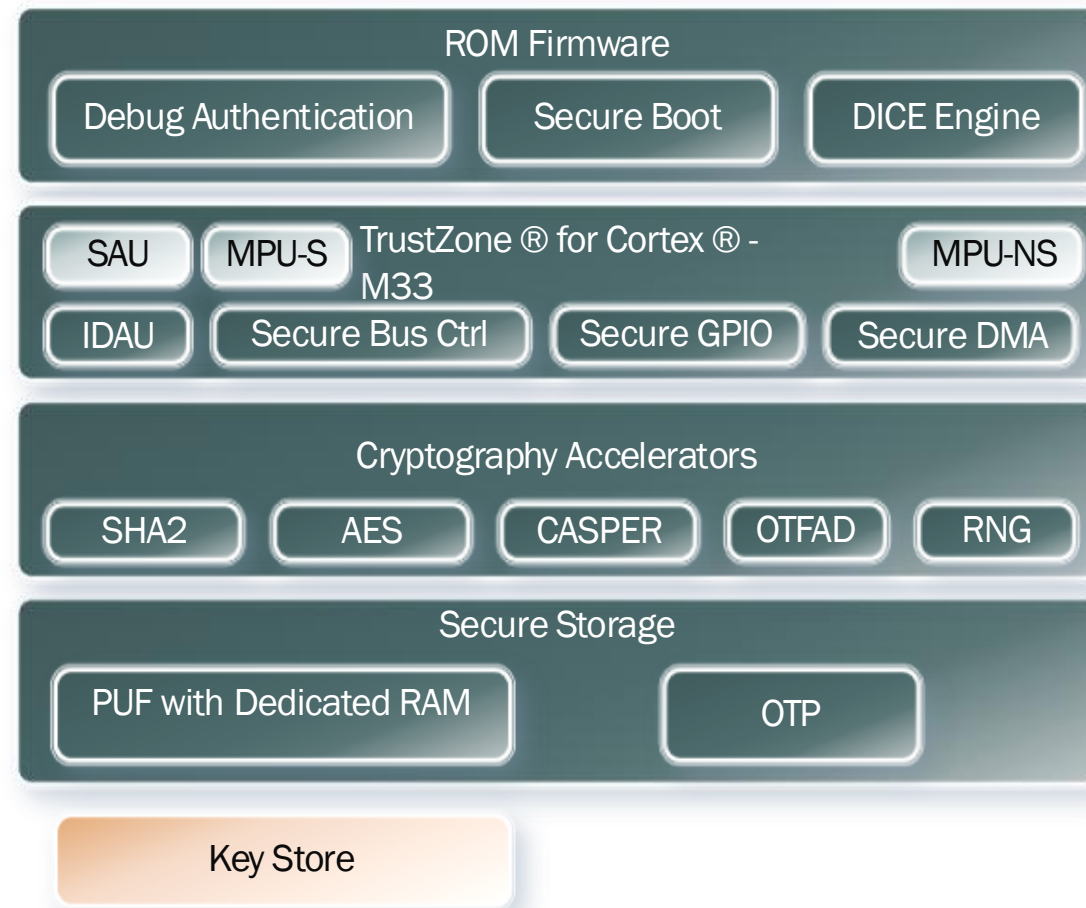 ROM Firmware
Debug Authentication
Secure Boot
DICE Engine
SAU
MPU-S
TrustZone ® for Cortex ® -
M33
MPU-NS
IDAU
Secure Bus Ctrl
Secure GPIO
Secure DMA
Cryptography Accelerators
SHA2
AES
CASPER
OTFAD
RNG
Secure Storage
PUF with Dedicated RAM
OTP
Key Store